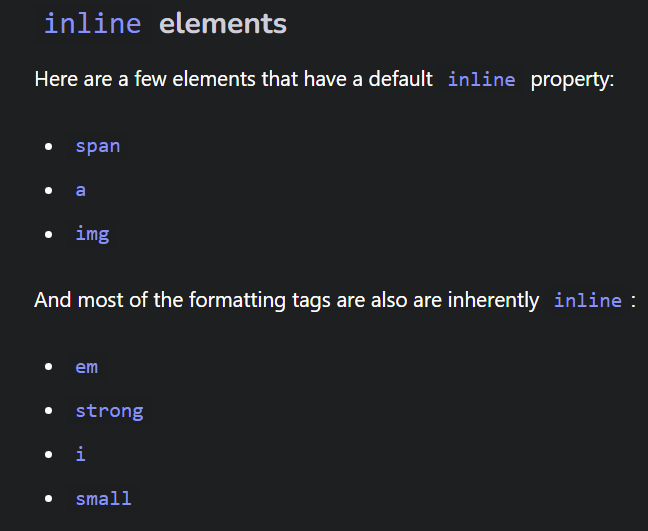 inline elements
Here are a few elements that have a default inline property:
span
a
img
And most of the formatting tags are also are inherently inline :
em
strong
i
small